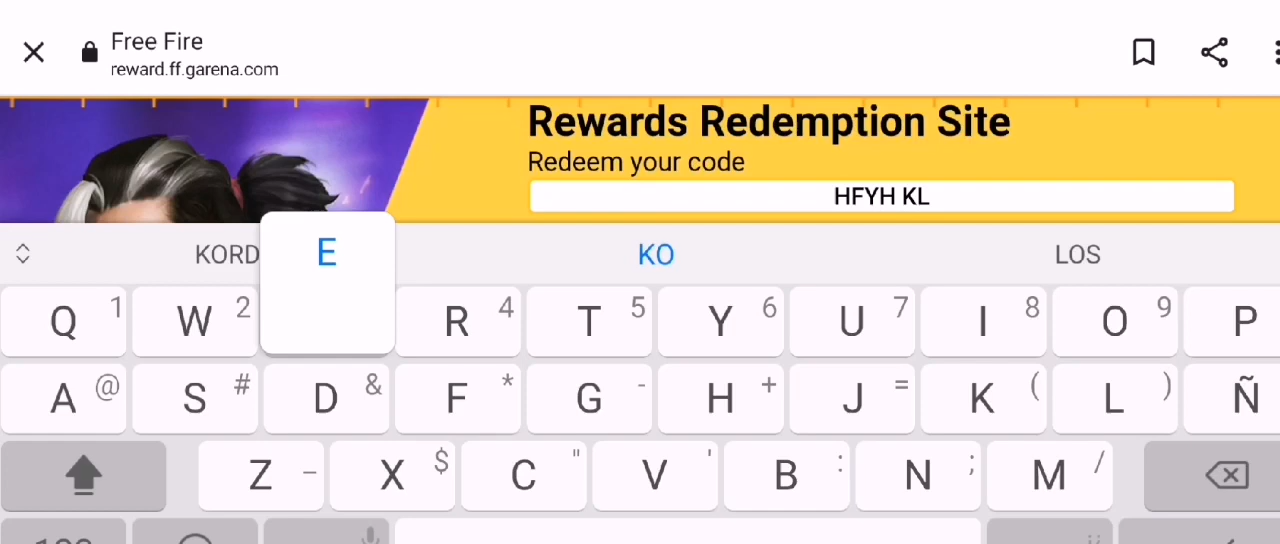 Free Fire
reward.ff.garena.com
Rewards Redemption Site
Redeem your code
HFYH KL
KORD E KO LOS
Q 1 W 2 R 4 T 5 Y 6 U 7 I 8 O 9 P
A @ S # D & F * G - H + J = K ( L ) Ñ
Z _ X $ C " V ' B : N ; M /